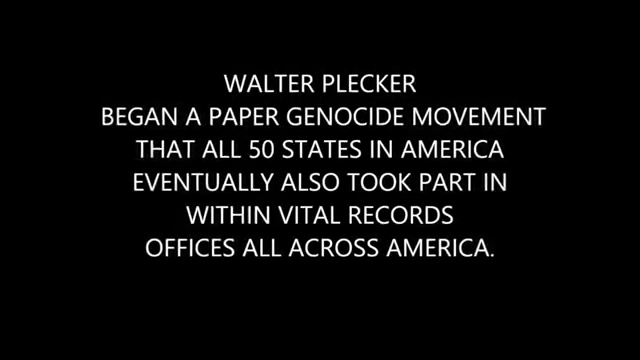 WALTER PLECKER
BEGAN A PAPER GENOCIDE MOVEMENT
THAT ALL 50 STATES IN AMERICA
EVENTUALLY ALSO TOOK PART IN
WITHIN VITAL RECORDS
OFFICES ALL ACROSS AMERICA.